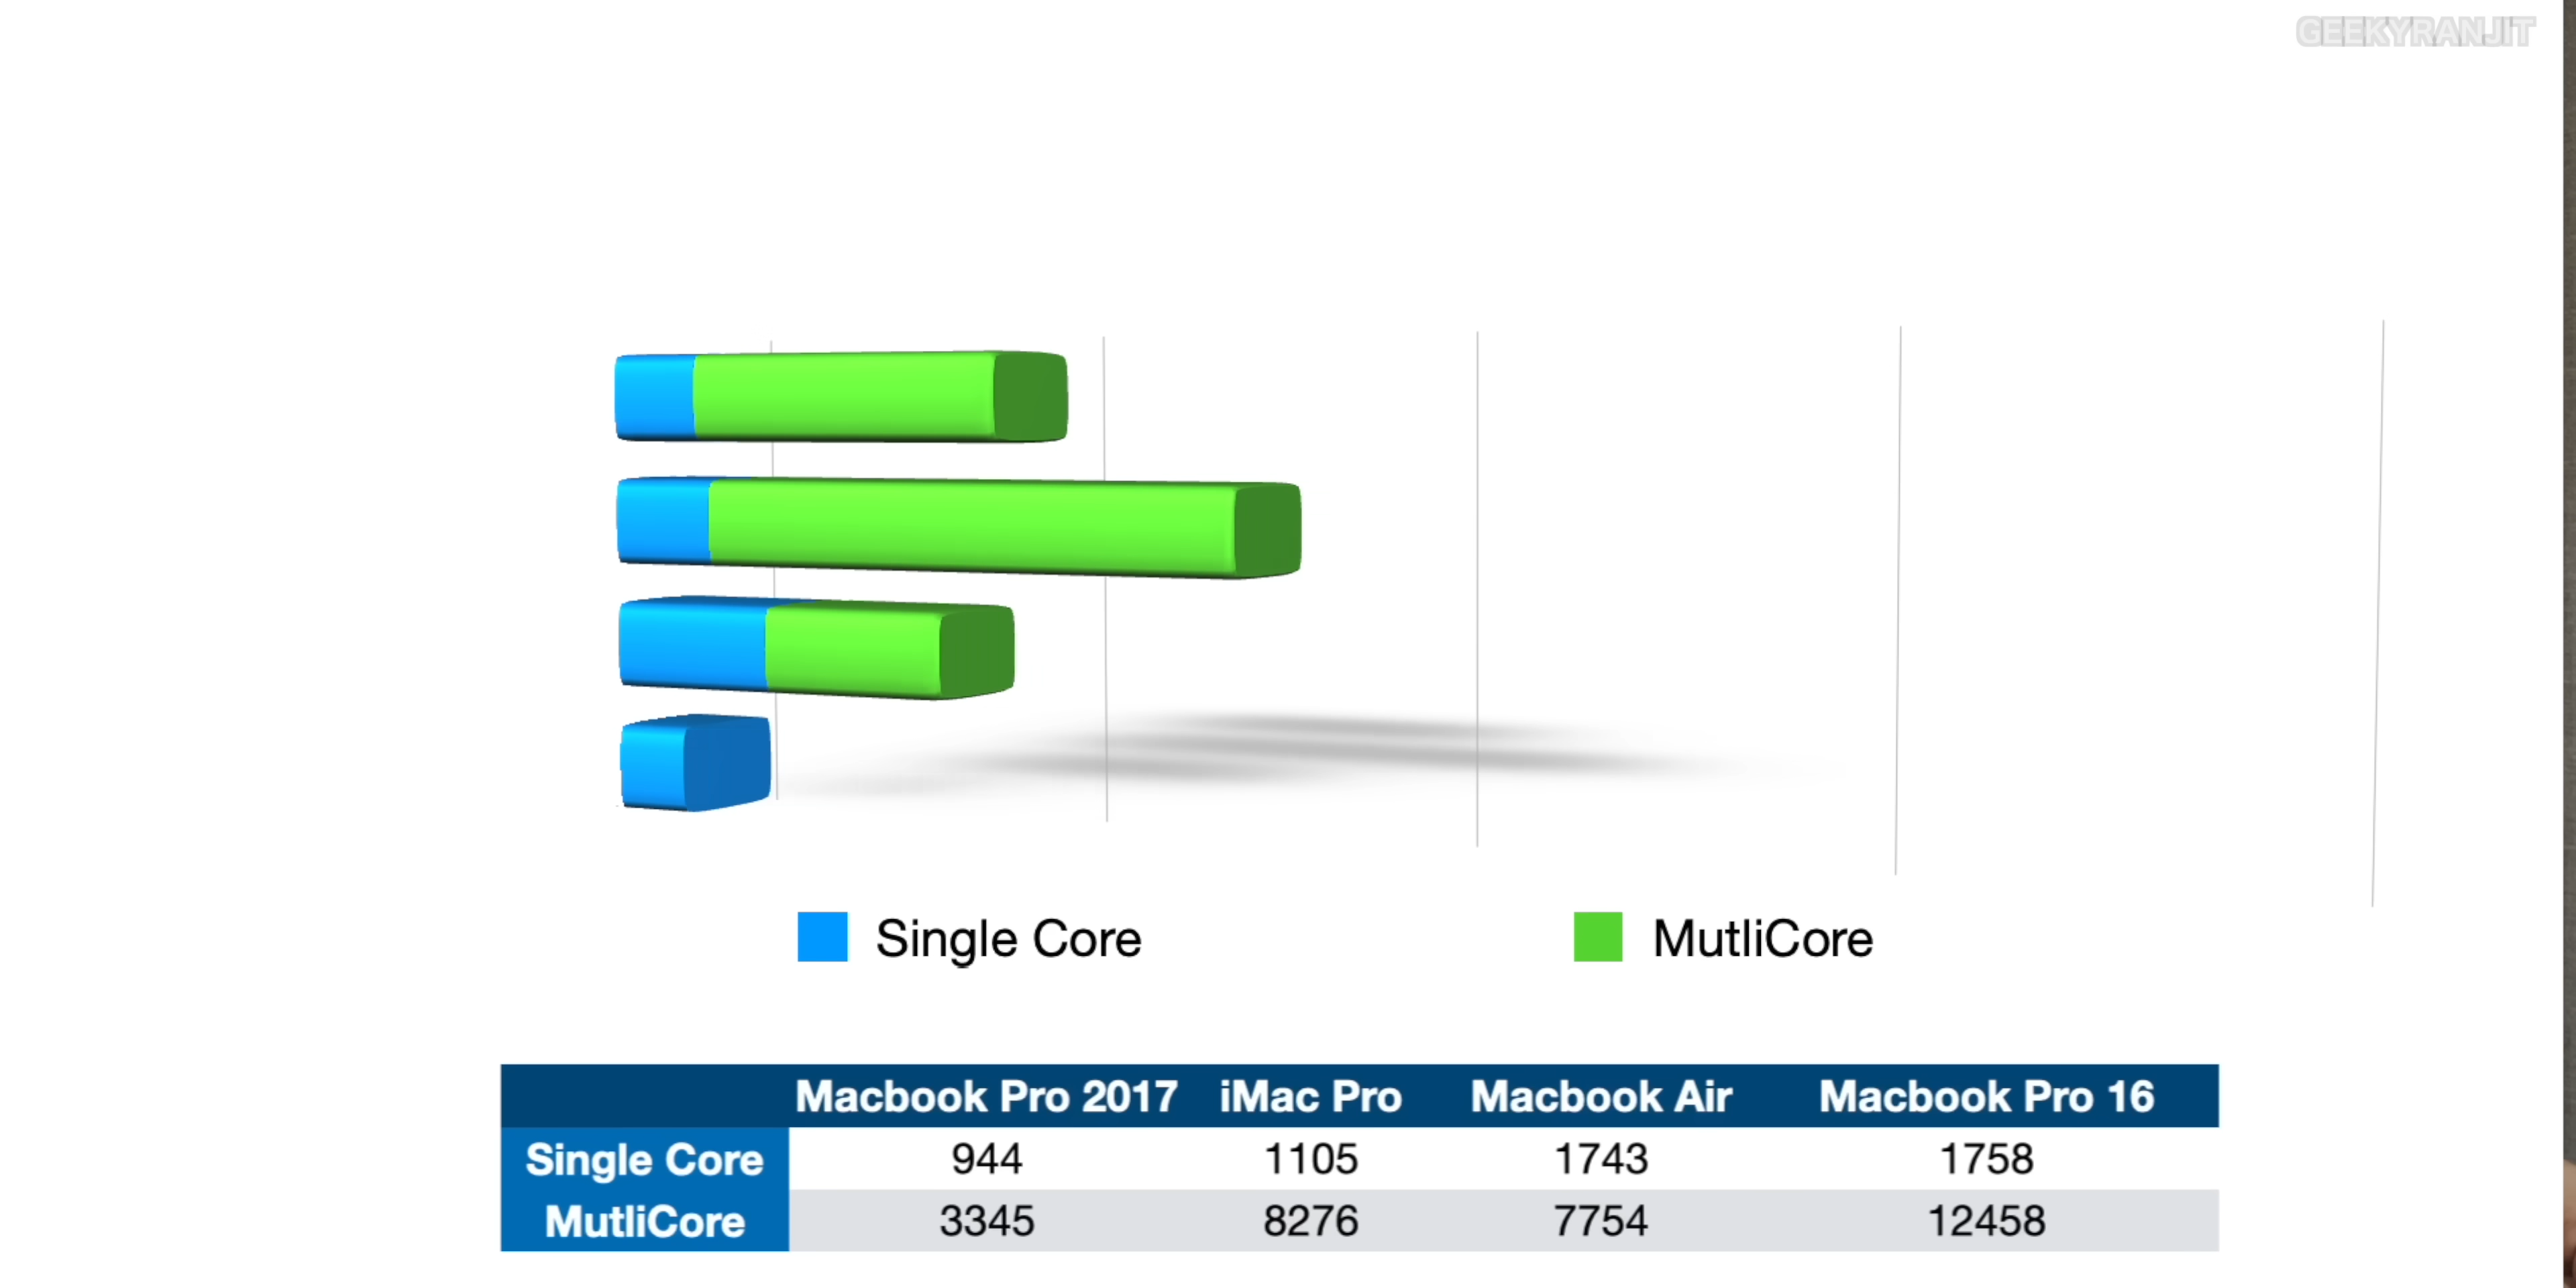 GEEKYRANJIT
Single Core
MutliCore
Macbook Pro 2017 iMac Pro Macbook Air Macbook Pro 16
Single Core 944 1105 1743 1758
MutliCore 3345 8276 7754 12458